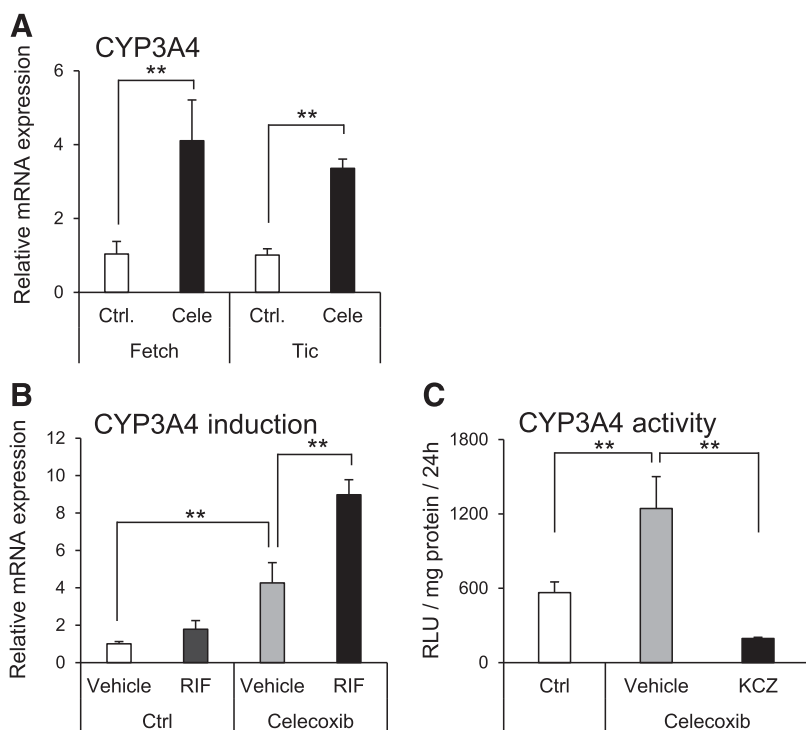 A
CYP3A4
Relative mRNA expression
6
4
2
0
**
**
Ctrl. Cele Ctrl. Cele
Fetch Tic
B
CYP3A4 induction
Relative mRNA expression
12
10
8
6
4
2
0
**
**
Vehicle RIF Vehicle RIF
Ctrl Celecoxib
C
CYP3A4 activity
RLU / mg protein / 24h
1800
1200
600
0
** **
Ctrl Vehicle KCZ
Celecoxib